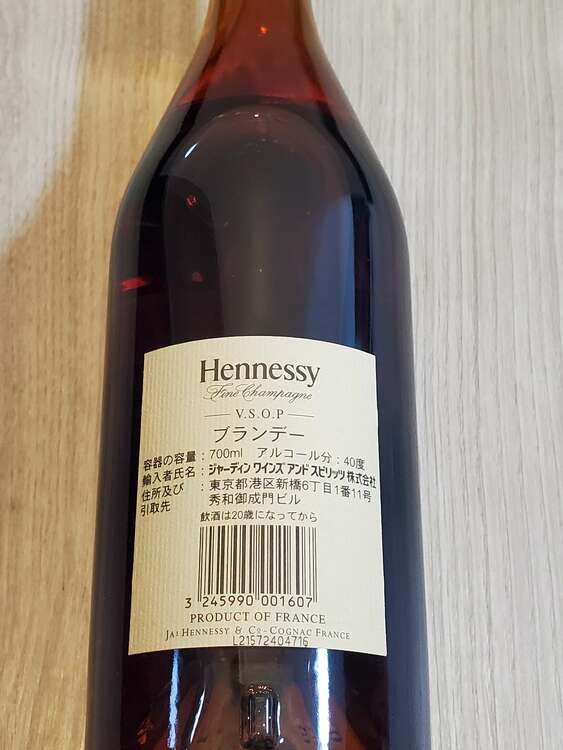 Hennessy
Fine Champagne
V.S.O.P
ブランデー
容器の容量：700ml　アルコール分：40度
輸入者氏名：ジャーディン ワインズ アンド スピリッツ 株式会社
住所及び：東京都港区新橋6丁目1番11号
引取先　秀和御成門ビル
飲酒は20歳になってから
3 245990 001607
PRODUCT OF FRANCE
JAs HENNESSY & Co - COGNAC FRANCE
L21572404716